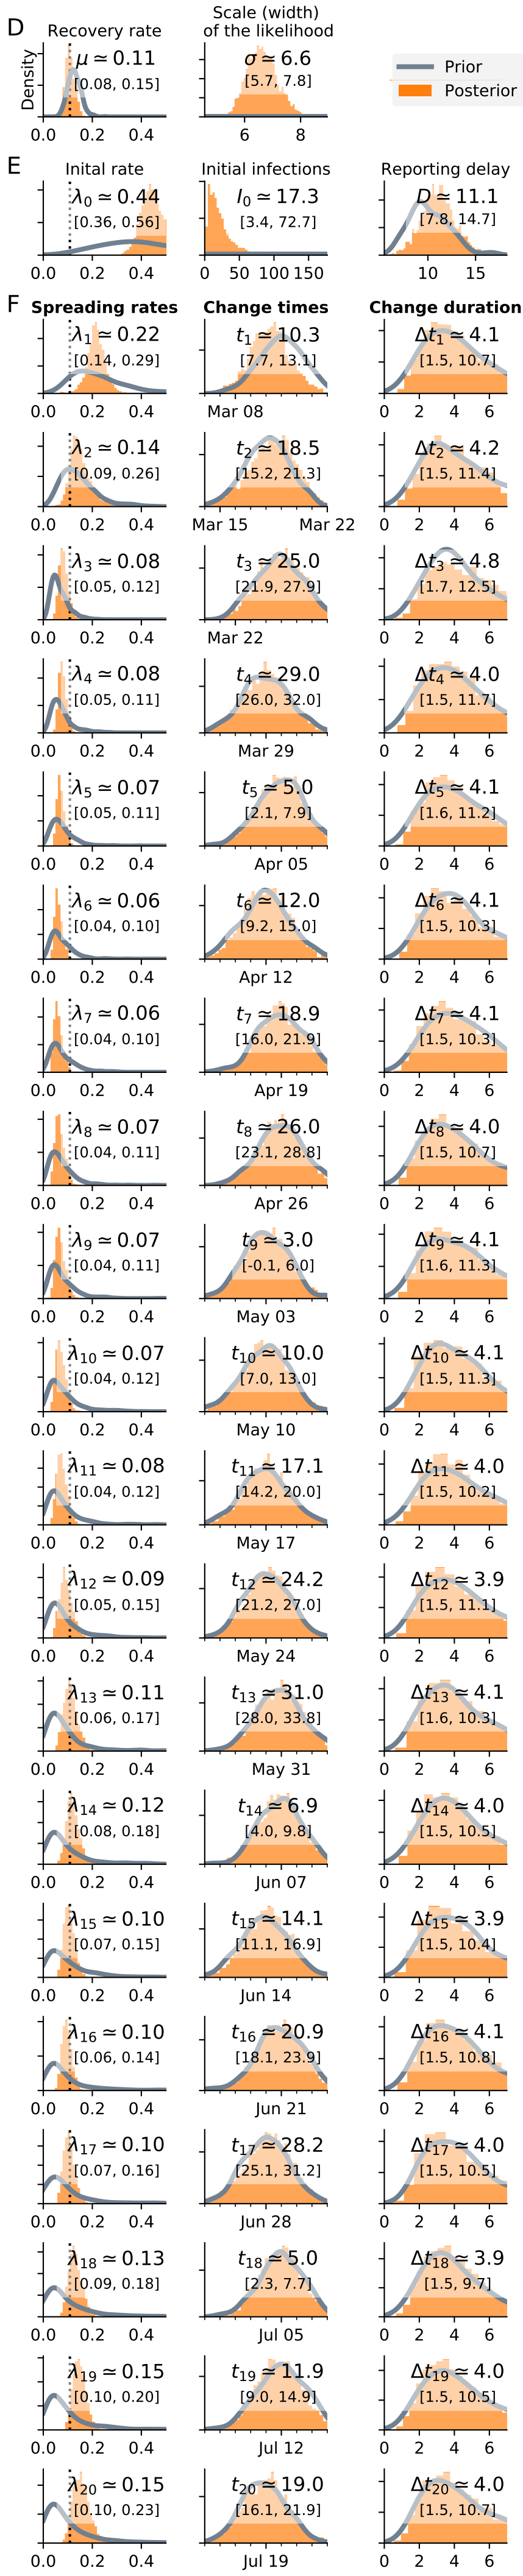 D
Recovery rate
Scale (width)
of the likelihood
Density
μ ≃ 0.11
[0.08, 0.15]
σ ≃ 6.6
[5.7, 7.8]
Prior
Posterior
0.0 0.2 0.4
6 8
E
Inital rate
Initial infections
Reporting delay
λ0 ≃ 0.44
[0.36, 0.56]
I0 ≃ 17.3
[3.4, 72.7]
D ≃ 11.1
[7.8, 14.7]
0.0 0.2 0.4
0 50 100 150
10 15
F
Spreading rates Change times Change duration
λ1 ≃ 0.22 t1 ≃ 10.3 Δt1 ≃ 4.1
[0.14, 0.29] [7.7, 13.1] [1.5, 10.7]
0.0 0.2 0.4 Mar 08 0 2 4 6
λ2 ≃ 0.14 t2 ≃ 18.5 Δt2 ≃ 4.2
[0.09, 0.26] [15.2, 21.3] [1.5, 11.4]
0.0 0.2 0.4 Mar 15 Mar 22 0 2 4 6
λ3 ≃ 0.08 t3 ≃ 25.0 Δt3 ≃ 4.8
[0.05, 0.12] [21.9, 27.9] [1.7, 12.5]
0.0 0.2 0.4 Mar 22 0 2 4 6
λ4 ≃ 0.08 t4 ≃ 29.0 Δt4 ≃ 4.0
[0.05, 0.11] [26.0, 32.0] [1.5, 11.7]
0.0 0.2 0.4 Mar 29 0 2 4 6
λ5 ≃ 0.07 t5 ≃ 5.0 Δt5 ≃ 4.1
[0.05, 0.11] [2.1, 7.9] [1.6, 11.2]
0.0 0.2 0.4 Apr 05 0 2 4 6
λ6 ≃ 0.06 t6 ≃ 12.0 Δt6 ≃ 4.1
[0.04, 0.10] [9.2, 15.0] [1.5, 10.3]
0.0 0.2 0.4 Apr 12 0 2 4 6
λ7 ≃ 0.06 t7 ≃ 18.9 Δt7 ≃ 4.1
[0.04, 0.10] [16.0, 21.9] [1.5, 10.3]
0.0 0.2 0.4 Apr 19 0 2 4 6
λ8 ≃ 0.07 t8 ≃ 26.0 Δt8 ≃ 4.0
[0.04, 0.11] [23.1, 28.8] [1.5, 10.7]
0.0 0.2 0.4 Apr 26 0 2 4 6
λ9 ≃ 0.07 t9 ≃ 3.0 Δt9 ≃ 4.1
[0.04, 0.11] [-0.1, 6.0] [1.6, 11.3]
0.0 0.2 0.4 May 03 0 2 4 6
λ10 ≃ 0.07 t10 ≃ 10.0 Δt10 ≃ 4.1
[0.04, 0.12] [7.0, 13.0] [1.5, 11.3]
0.0 0.2 0.4 May 10 0 2 4 6
λ11 ≃ 0.08 t11 ≃ 17.1 Δt11 ≃ 4.0
[0.04, 0.12] [14.2, 20.0] [1.5, 10.2]
0.0 0.2 0.4 May 17 0 2 4 6
λ12 ≃ 0.09 t12 ≃ 24.2 Δt12 ≃ 3.9
[0.05, 0.15] [21.2, 27.0] [1.5, 11.1]
0.0 0.2 0.4 May 24 0 2 4 6
λ13 ≃ 0.11 t13 ≃ 31.0 Δt13 ≃ 4.1
[0.06, 0.17] [28.0, 33.8] [1.6, 10.3]
0.0 0.2 0.4 May 31 0 2 4 6
λ14 ≃ 0.12 t14 ≃ 6.9 Δt14 ≃ 4.0
[0.08, 0.18] [4.0, 9.8] [1.5, 10.5]
0.0 0.2 0.4 Jun 07 0 2 4 6
λ15 ≃ 0.10 t15 ≃ 14.1 Δt15 ≃ 3.9
[0.07, 0.15] [11.1, 16.9] [1.5, 10.4]
0.0 0.2 0.4 Jun 14 0 2 4 6
λ16 ≃ 0.10 t16 ≃ 20.9 Δt16 ≃ 4.1
[0.06, 0.14] [18.1, 23.9] [1.5, 10.8]
0.0 0.2 0.4 Jun 21 0 2 4 6
λ17 ≃ 0.10 t17 ≃ 28.2 Δt17 ≃ 4.0
[0.07, 0.16] [25.1, 31.2] [1.5, 10.5]
0.0 0.2 0.4 Jun 28 0 2 4 6
λ18 ≃ 0.13 t18 ≃ 5.0 Δt18 ≃ 3.9
[0.09, 0.18] [2.3, 7.7] [1.5, 9.7]
0.0 0.2 0.4 Jul 05 0 2 4 6
λ19 ≃ 0.15 t19 ≃ 11.9 Δt19 ≃ 4.0
[0.10, 0.20] [9.0, 14.9] [1.5, 10.5]
0.0 0.2 0.4 Jul 12 0 2 4 6
λ20 ≃ 0.15 t20 ≃ 19.0 Δt20 ≃ 4.0
[0.10, 0.23] [16.1, 21.9] [1.5, 10.7]
0.0 0.2 0.4 Jul 19 0 2 4 6